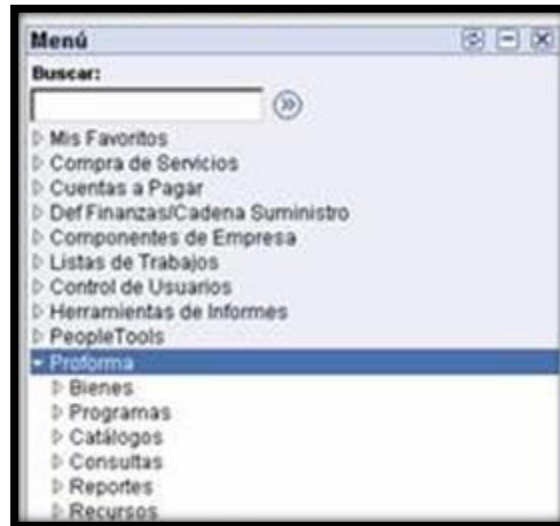 Menú
Buscar:
Mis Favoritos
Compra de Servicios
Cuentas a Pagar
Def Finanzas/Cadena Suministro
Componentes de Empresa
Listas de Trabajos
Control de Usuarios
Herramientas de Informes
PeopleTools
Proforma
Bienes
Programas
Catálogos
Consultas
Reportes
Recursos